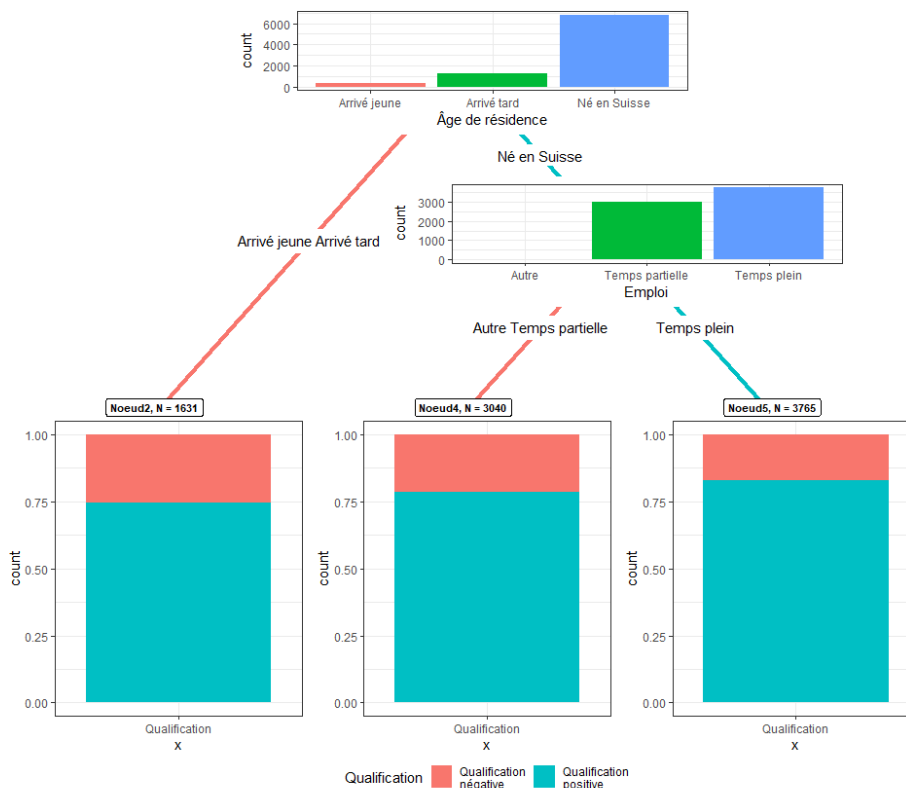 6000
4000
2000
0
count
Arrivé jeune
Arrivé tard
Né en Suisse
Âge de résidence
Né en Suisse
Arrivé jeune Arrivé tard
3000
2000
1000
0
count
Autre
Temps partielle
Temps plein
Emploi
Autre Temps partielle
Temps plein
Noeud2, N = 1631
Noeud4, N = 3040
Noeud5, N = 3765
1.00
0.75
0.50
0.25
0.00
count
Qualification
x
1.00
0.75
0.50
0.25
0.00
count
Qualification
x
1.00
0.75
0.50
0.25
0.00
count
Qualification
x
Qualification
Qualification
négative
Qualification
positive